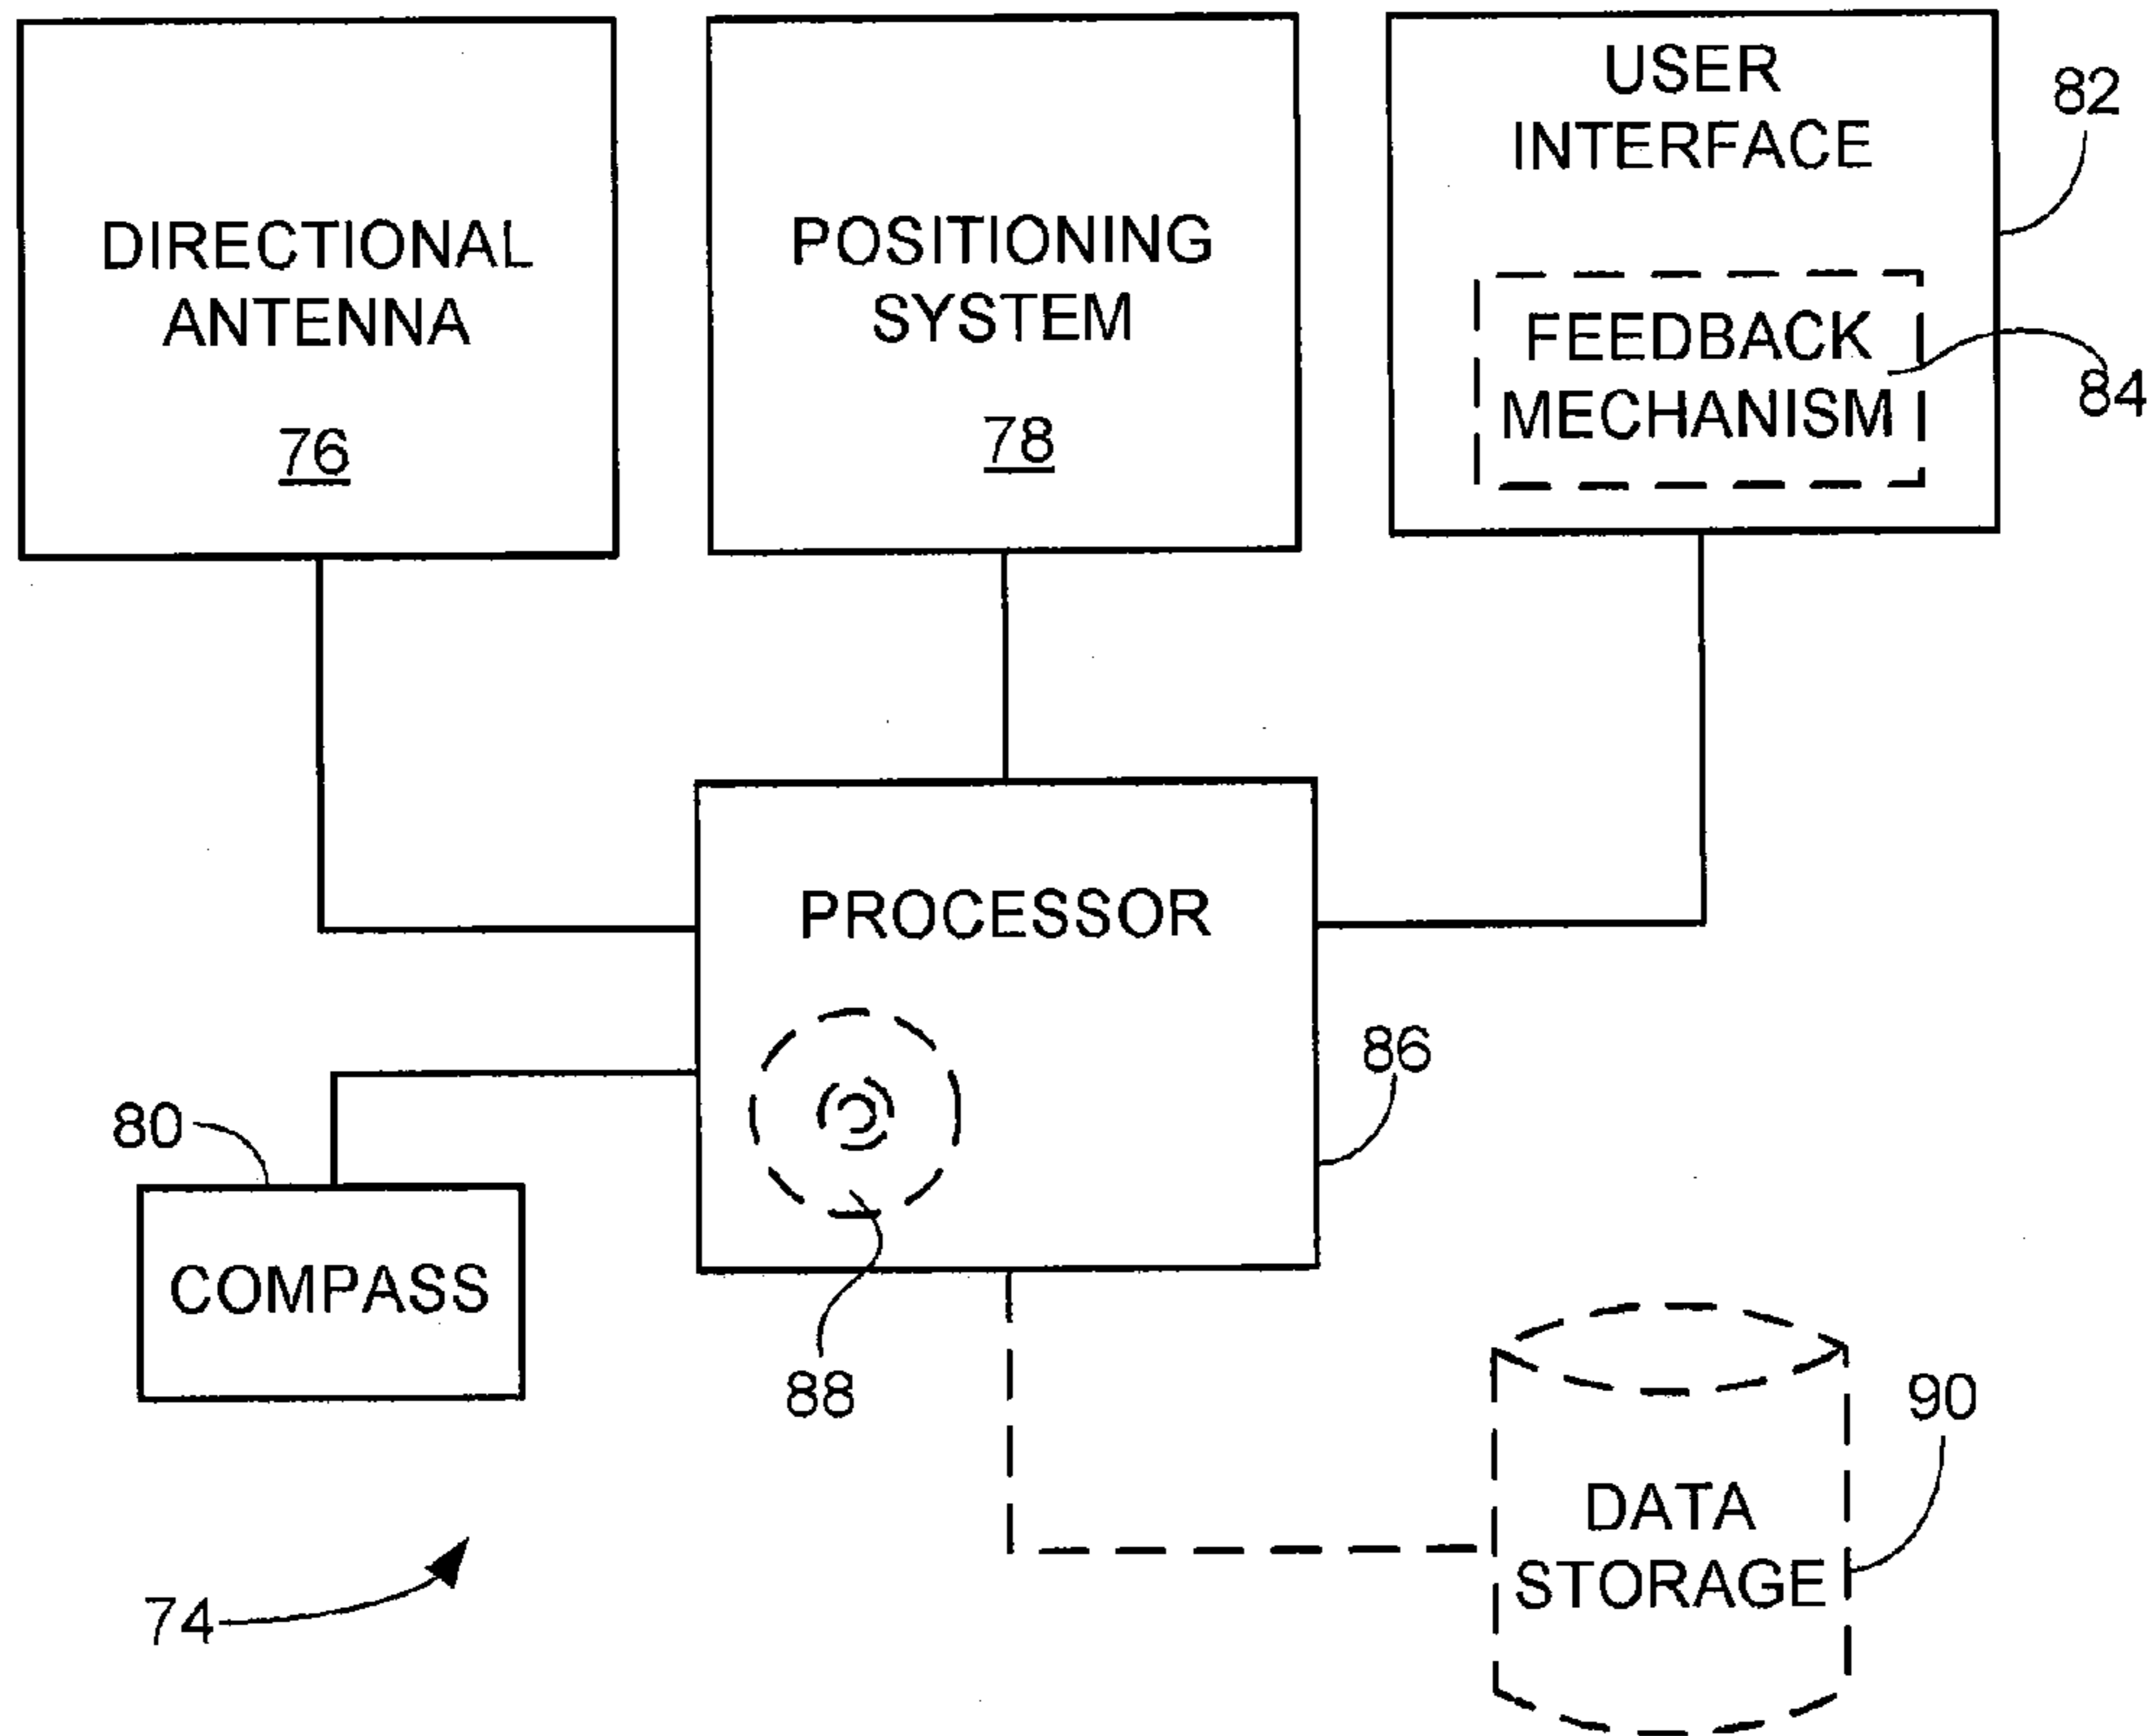 DIRECTIONAL
ANTENNA
76
POSITIONING
SYSTEM
78
USER
INTERFACE
82
FEEDBACK
MECHANISM
84
PROCESSOR
86
80
COMPASS
88
90
DATA
STORAGE
74